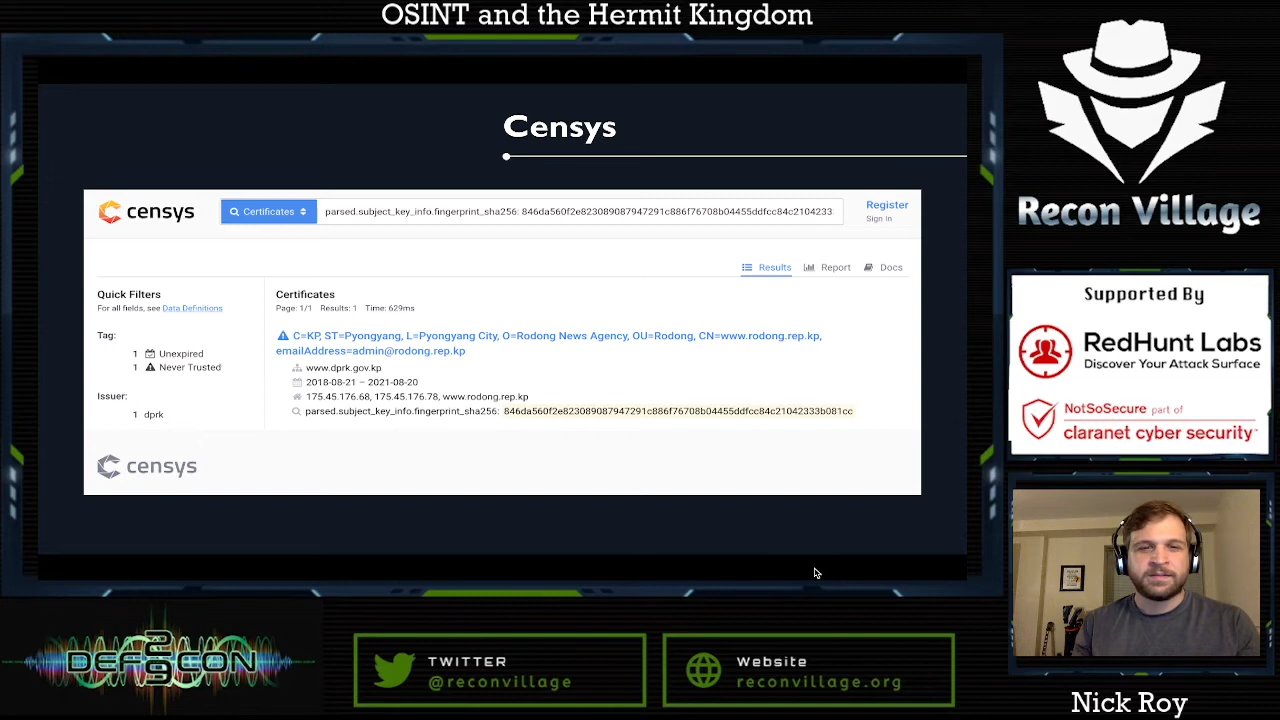 OSINT and the Hermit Kingdom
Censys
censys
Certificates
parsed.subject_key_info.fingerprint_sha256: 846da560f2e823089087947291c886f76708b04455ddfcc84c21042333
Register
Sign In
Results
Report
Docs
Quick Filters
For all fields, see Data Definitions
Tag:
1 Unexpired
1 Never Trusted
Issuer:
1 dprk
Certificates
Page: 1/1 Results: 1 Time: 629ms
C=KP, ST=Pyongyang, L=Pyongyang City, O=Rodong News Agency, OU=Rodong, CN=www.rodong.rep.kp,
emailAddress=admin@rodong.rep.kp
www.dprk.gov.kp
2018-08-21 – 2021-08-20
175.45.176.68, 175.45.176.78, www.rodong.rep.kp
parsed.subject_key_info.fingerprint_sha256: 846da560f2e823089087947291c886f76708b04455ddfcc84c21042333b081cc
censys
Recon Village
Supported By
RedHunt Labs
Discover Your Attack Surface
NotSoSecure part of
claranet cyber security
DEFCON
TWITTER
@reconvillage
Website
reconvillage.org
Nick Roy